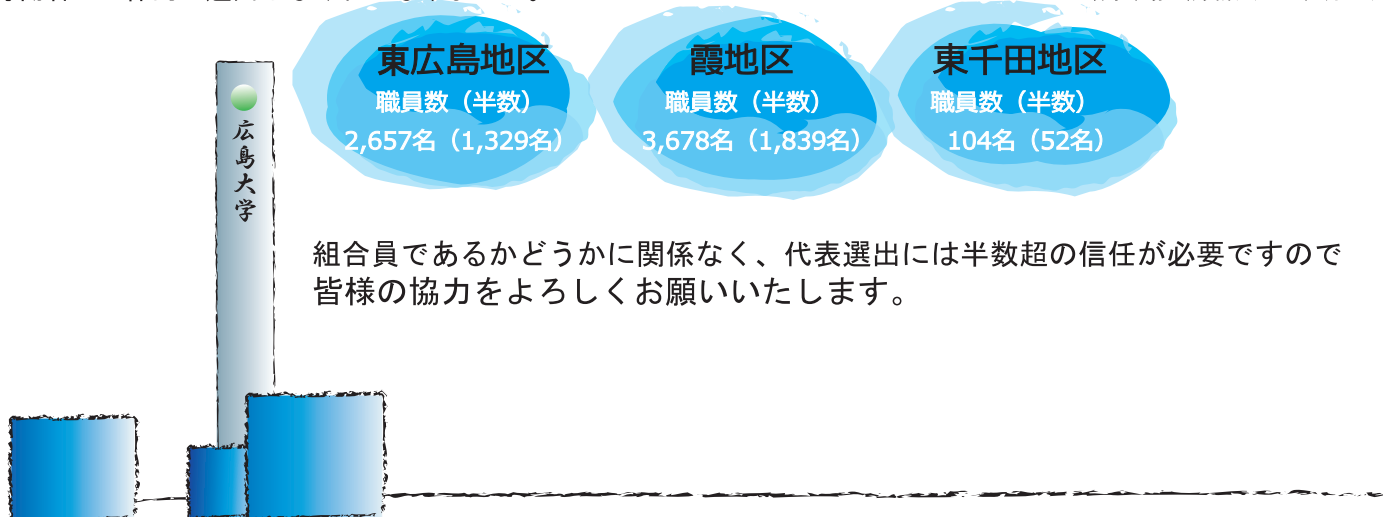 東広島地区
職員数（半数）
2,657名（1,329名）
霞地区
職員数（半数）
3,678名（1,839名）
東千田地区
職員数（半数）
104名（52名）
広島大学
組合員であるかどうかに関係なく、代表選出には半数超の信任が必要ですので
皆様の協力をよろしくお願いいたします。